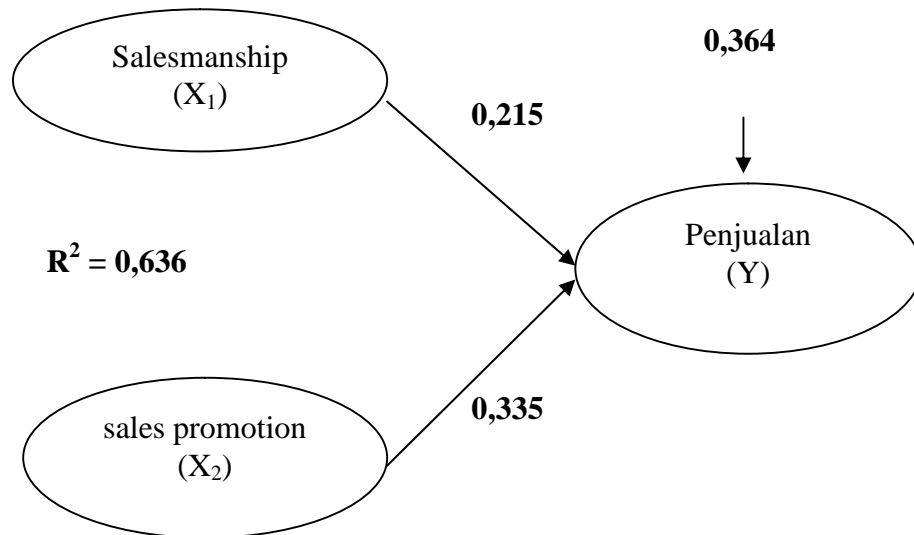 Salesmanship
(X₁)
0,364
0,215
Penjualan
(Y)
R² = 0,636
0,335
sales promotion
(X₂)